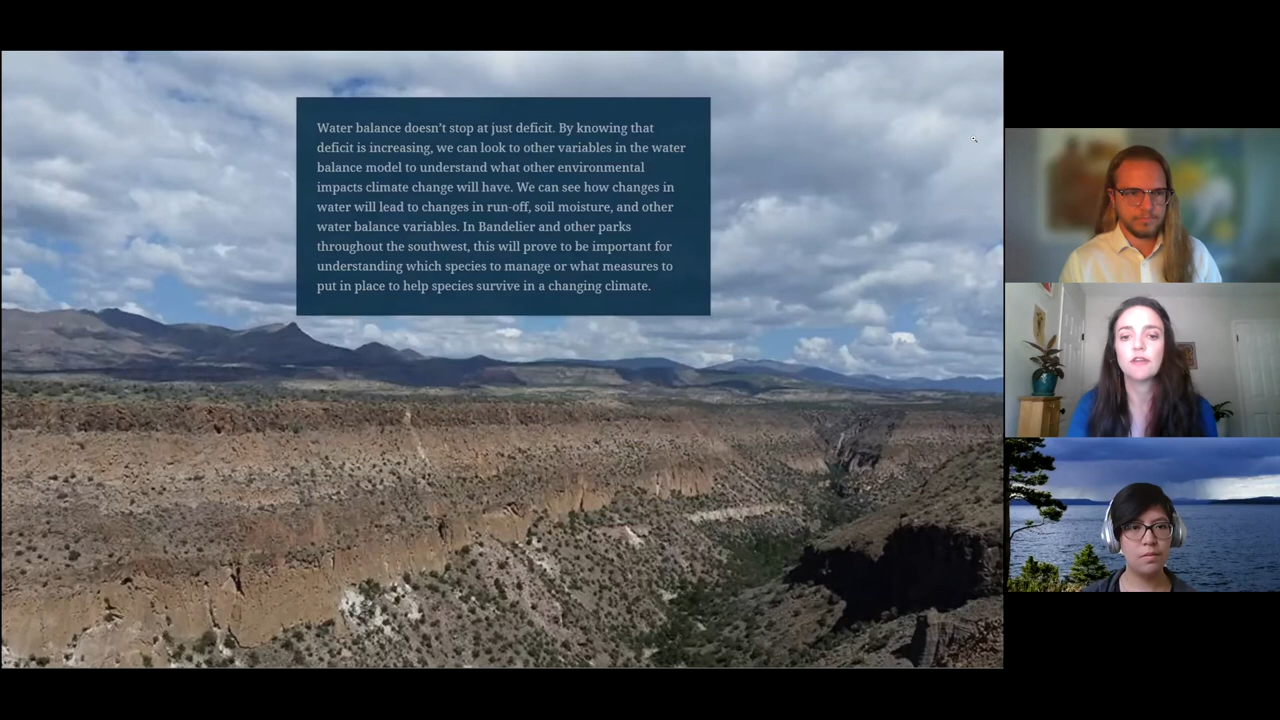 Water balance doesn’t stop at just deficit. By knowing that
deficit is increasing, we can look to other variables in the water
balance model to understand what other environmental
impacts climate change will have. We can see how changes in
water will lead to changes in run-off, soil moisture, and other
water balance variables. In Bandelier and other parks
throughout the southwest, this will prove to be important for
understanding which species to manage or what measures to
put in place to help species survive in a changing climate.